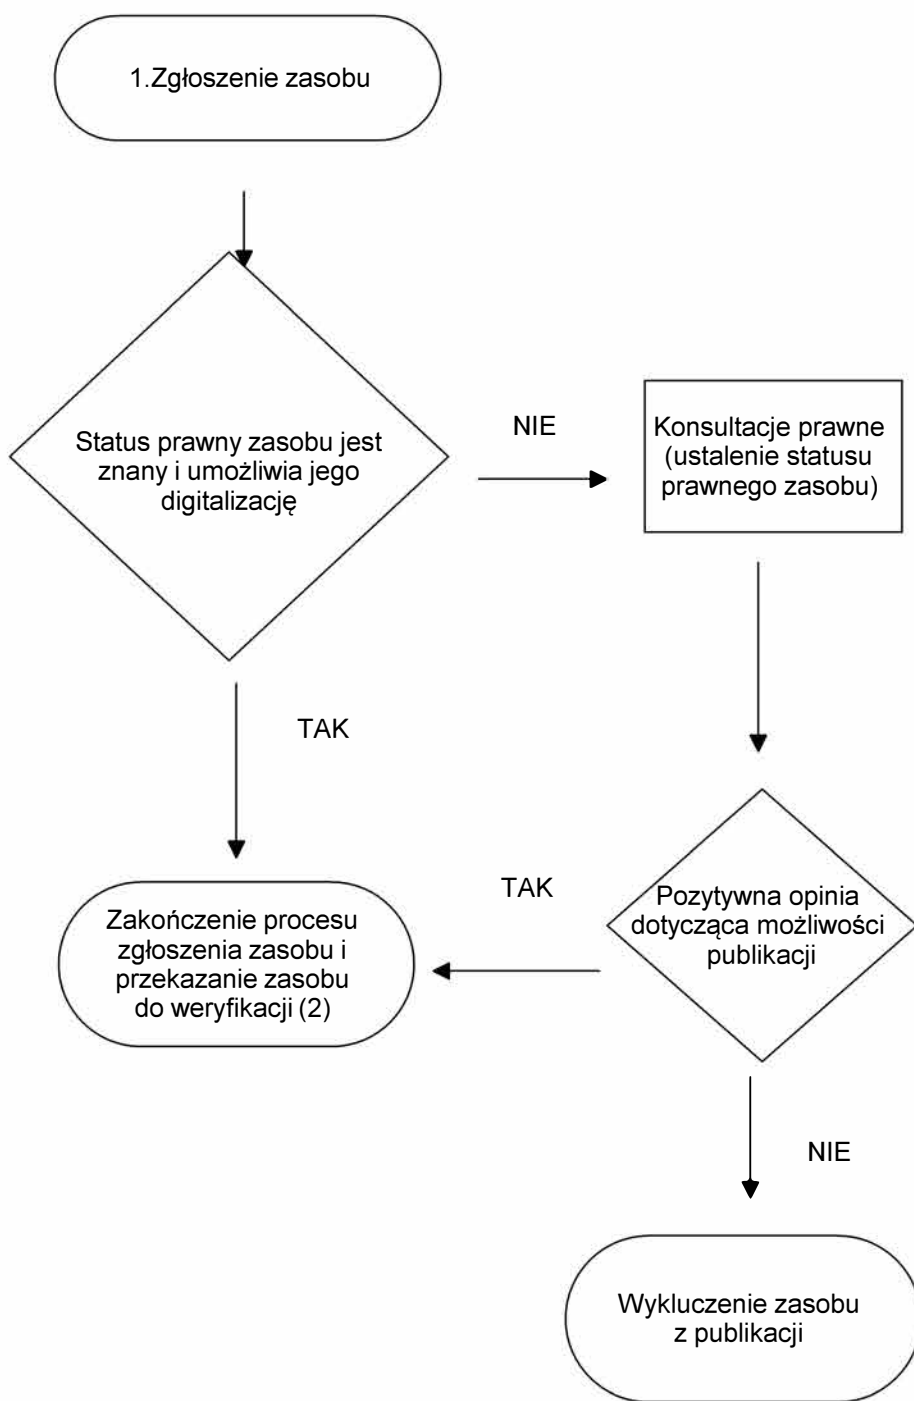 1.Zgłoszenie zasobu
Status prawny zasobu jest
znany i umożliwia jego
digitalizację
NIE
Konsultacje prawne
(ustalenie statusu
prawnego zasobu)
TAK
Zakończenie procesu
zgłoszenia zasobu i
przekazanie zasobu
do weryfikacji (2)
TAK
Pozytywna opinia
dotycząca możliwości
publikacji
NIE
Wykluczenie zasobu
z publikacji